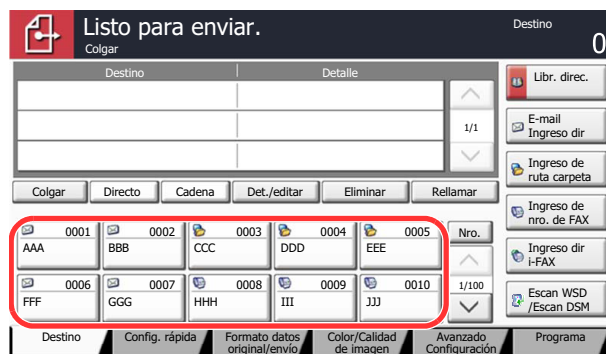 Listo para enviar.
Colgar
Destino
0
Destino
Detalle
1/1
Libr. direc.
E-mail
Ingreso dir
Ingreso de
ruta carpeta
Ingreso de
nro. de FAX
Ingreso dir
i-FAX
Escan WSD
/Escan DSM
Colgar
Directo
Cadena
Det./editar
Eliminar
Rellamar
0001
AAA
0002
BBB
0003
CCC
0004
DDD
0005
EEE
Nro.
0006
FFF
0007
GGG
0008
HHH
0009
III
0010
JJJ
1/100
Destino
Config. rápida
Formato datos
original/envío
Color/Calidad
de imagen
Avanzado
Configuración
Programa